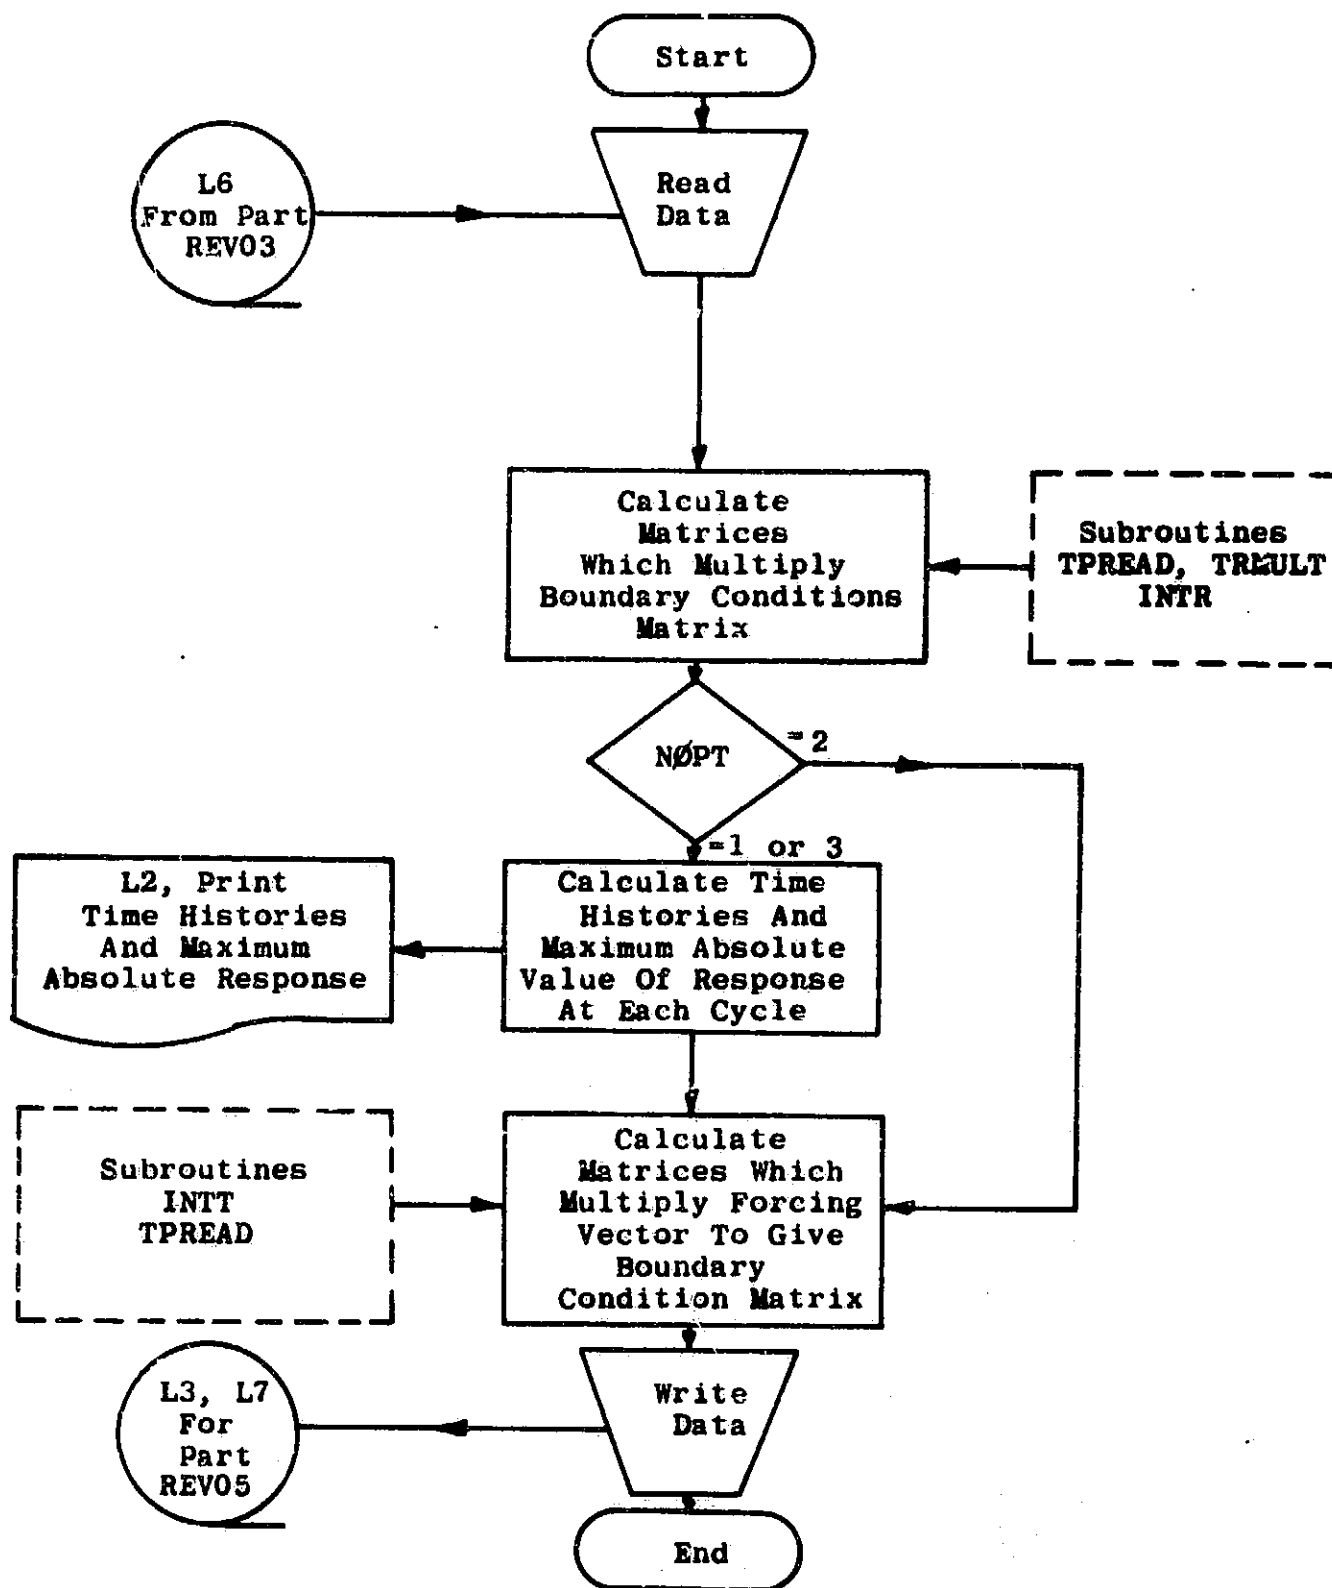 Start
Read
Data
L6
From Part
REV03
Calculate
Matrices
Which Multiply
Boundary Conditions
Matrix
Subroutines
TPREAD, TRMULT
INTR
NØPT
=2
=1 or 3
L2, Print
Time Histories
And Maximum
Absolute Response
Calculate Time
Histories And
Maximum Absolute
Value Of Response
At Each Cycle
Subroutines
INTT
TPREAD
Calculate
Matrices Which
Multiply Forcing
Vector To Give
Boundary
Condition Matrix
L3, L7
For
Part
REV05
Write
Data
End